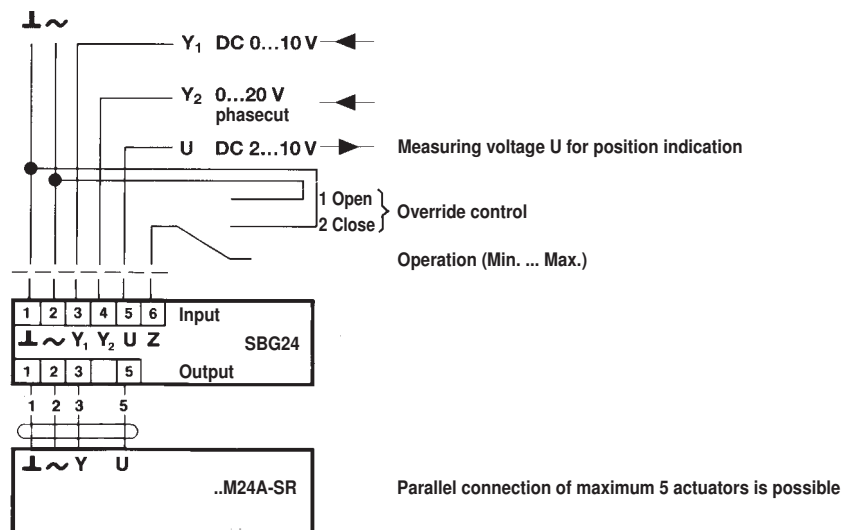 ⊥ ~
Y₁ DC 0...10 V
Y₂ 0...20 V
phasecut
U DC 2...10 V
Measuring voltage U for position indication
1 Open
2 Close
Override control
Operation (Min. ... Max.)
1 2 3 4 5 6 Input
⊥ ~ Y₁ Y₂ U Z SBG24
1 2 3 5 Output
1 2 3 5
⊥ ~ Y U
..M24A-SR
Parallel connection of maximum 5 actuators is possible